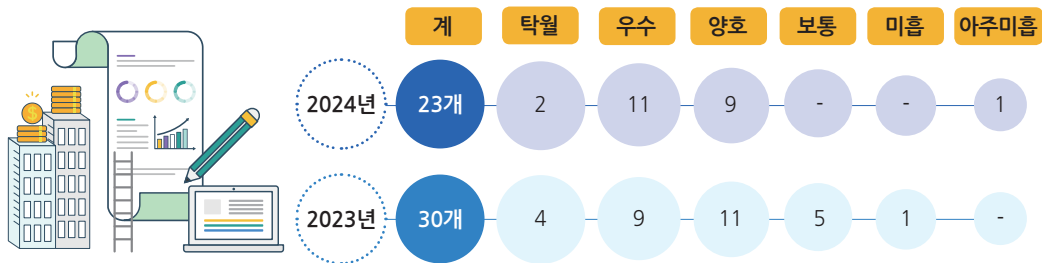 계 탁월 우수 양호 보통 미흡 아주미흡
2024년 23개 2 11 9 - - 1
2023년 30개 4 9 11 5 1 -
$